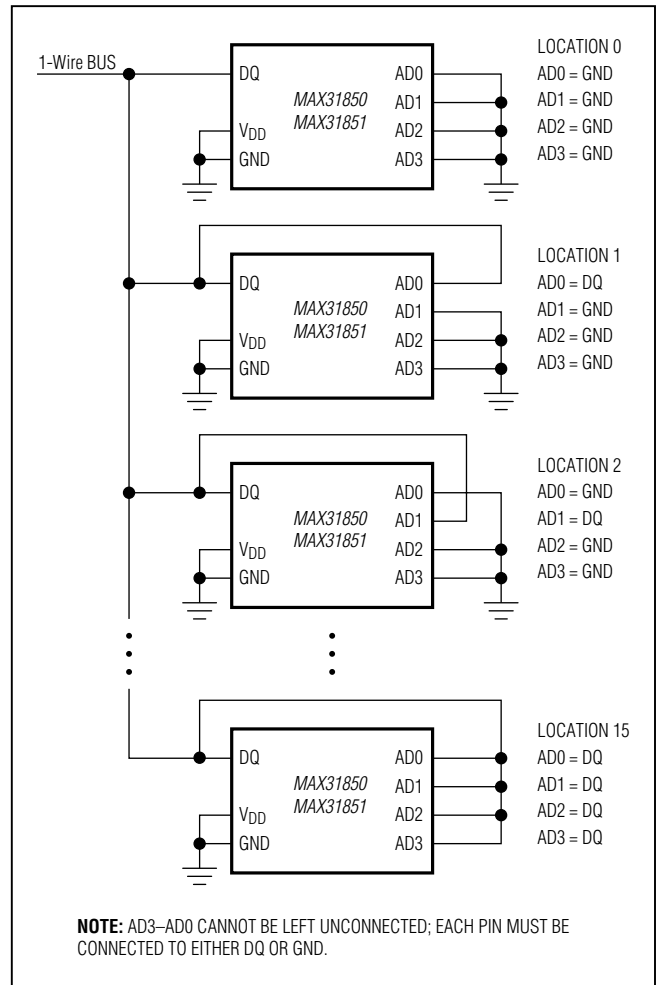 1-Wire BUS
DQ
VDD
GND
MAX31850
MAX31851
AD0
AD1
AD2
AD3
LOCATION 0
AD0 = GND
AD1 = GND
AD2 = GND
AD3 = GND
DQ
VDD
GND
MAX31850
MAX31851
AD0
AD1
AD2
AD3
LOCATION 1
AD0 = DQ
AD1 = GND
AD2 = GND
AD3 = GND
DQ
VDD
GND
MAX31850
MAX31851
AD0
AD1
AD2
AD3
LOCATION 2
AD0 = GND
AD1 = DQ
AD2 = GND
AD3 = GND
DQ
VDD
GND
MAX31850
MAX31851
AD0
AD1
AD2
AD3
LOCATION 15
AD0 = DQ
AD1 = DQ
AD2 = DQ
AD3 = DQ
NOTE: AD3–AD0 CANNOT BE LEFT UNCONNECTED; EACH PIN MUST BE
CONNECTED TO EITHER DQ OR GND.